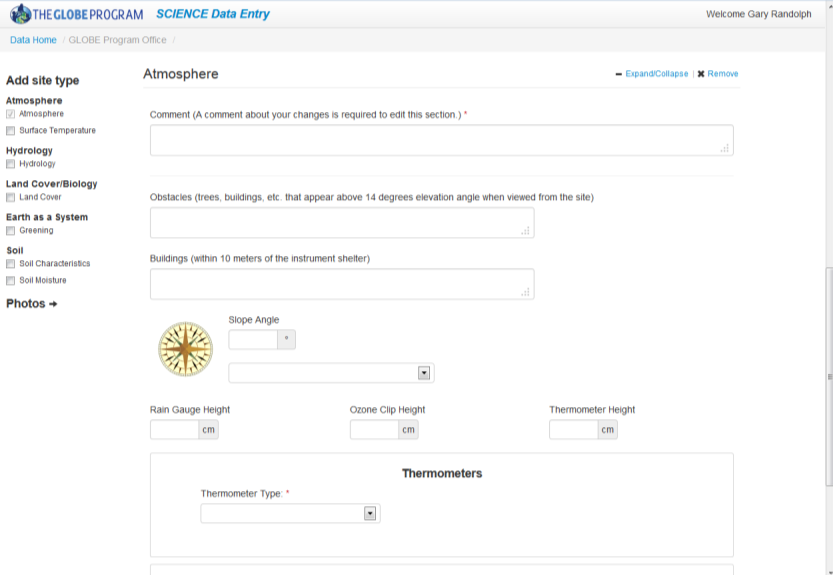 THE GLOBE PROGRAM SCIENCE Data Entry
Welcome Gary Randolph
Data Home / GLOBE Program Office /
Add site type
Atmosphere
Atmosphere
Surface Temperature
Hydrology
Hydrology
Land Cover/Biology
Land Cover
Earth as a System
Greening
Soil
Soil Characteristics
Soil Moisture
Photos
Atmosphere
Expand/Collapse | ✖ Remove
Comment (A comment about your changes is required to edit this section.) *
Obstacles (trees, buildings, etc. that appear above 14 degrees elevation angle when viewed from the site)
Buildings (within 10 meters of the instrument shelter)
Slope Angle
°
Rain Gauge Height
cm
Ozone Clip Height
cm
Thermometer Height
cm
Thermometers
Thermometer Type: *